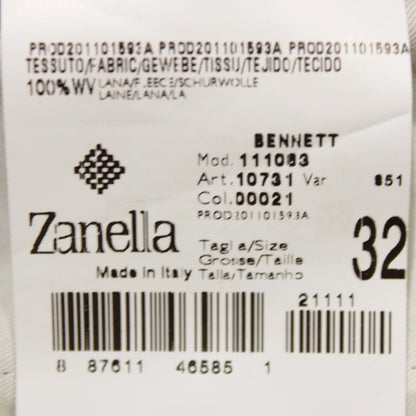 PROD201101593A PROD201101593A PROD201101593A
TESSUTO/FABRIC/GEWEBE/TISSU/TEJIDO/TECIDO
100% WV LANA/FLEECE/SCHURWOLLE
LAINE/LANA/LA
BENNETT
Mod. 111083
Art. 10731 Var 851
Col. 00021
PROD201101593A
Zanella
Made in Italy
Taglia/Size
Grosse/Taille
Talla/Tamanho
32
21111
8 87611 46585 1